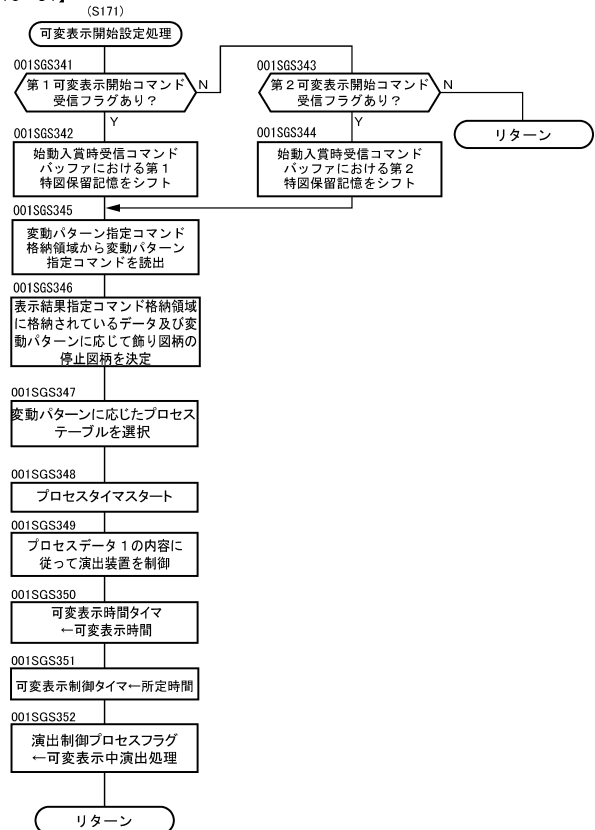 (S171)
可変表示開始設定処理
001SGS341
第１可変表示開始コマンド
受信フラグあり？
N
Y
001SGS343
第２可変表示開始コマンド
受信フラグあり？
N
Y
リターン
001SGS342
始動入賞時受信コマンド
バッファにおける第１
特図保留記憶をシフト
001SGS344
始動入賞時受信コマンド
バッファにおける第２
特図保留記憶をシフト
001SGS345
変動パターン指定コマンド
格納領域から変動パターン
指定コマンドを読出
001SGS346
表示結果指定コマンド格納領域
に格納されているデータ及び変
動パターンに応じて飾り図柄の
停止図柄を決定
001SGS347
変動パターンに応じたプロセス
テーブルを選択
001SGS348
プロセスタイマスタート
001SGS349
プロセスデータ１の内容に
従って演出装置を制御
001SGS350
可変表示時間タイマ
←可変表示時間
001SGS351
可変表示制御タイマ←所定時間
001SGS352
演出制御プロセスフラグ
←可変表示中演出処理
リターン